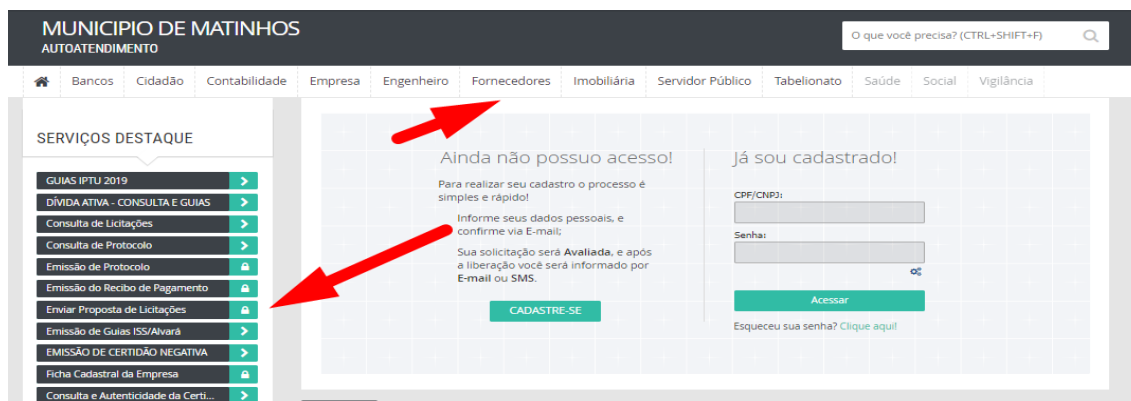 MUNICIPIO DE MATINHOS
AUTOATENDIMENTO
O que você precisa? (CTRL+SHIFT+F)
Bancos Cidadão Contabilidade Empresa Engenheiro Fornecedores Imobiliária Servidor Público Tabelionato Saúde Social Vigilância
SERVIÇOS DESTAQUE
GUIAS IPTU 2019
DÍVIDA ATIVA - CONSULTA E GUIAS
Consulta de Licitações
Consulta de Protocolo
Emissão de Protocolo
Emissão do Recibo de Pagamento
Enviar Proposta de Licitações
Emissão de Guias ISS/Alvará
EMISSÃO DE CERTIDÃO NEGATIVA
Ficha Cadastral da Empresa
Consulta e Autenticidade da Certi...
Ainda não possuo acesso!
Para realizar seu cadastro o processo é
simples e rápido!
Informe seus dados pessoais, e
confirme via E-mail;
Sua solicitação será Avaliada, e após
a liberação você será informado por
E-mail ou SMS.
CADASTRE-SE
Já sou cadastrado!
CPF/CNPJ:
Senha:
Acessar
Esqueceu sua senha? Clique aqui!